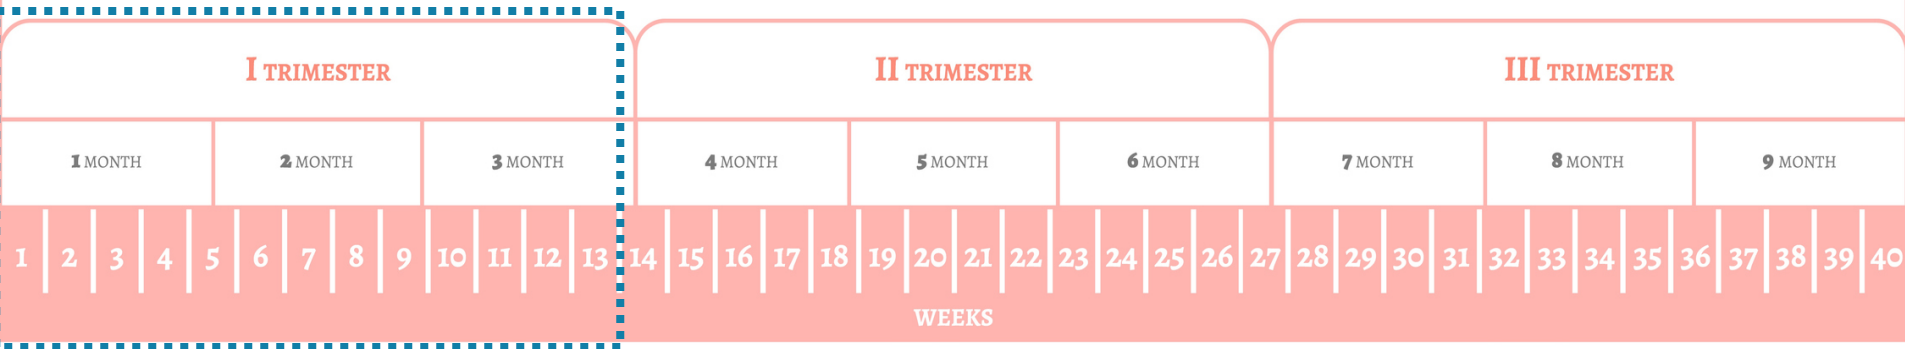 I TRIMESTER II TRIMESTER III TRIMESTER
1 MONTH 2 MONTH 3 MONTH 4 MONTH 5 MONTH 6 MONTH 7 MONTH 8 MONTH 9 MONTH
1 2 3 4 5 6 7 8 9 10 11 12 13 14 15 16 17 18 19 20 21 22 23 24 25 26 27 28 29 30 31 32 33 34 35 36 37 38 39 40
WEEKS